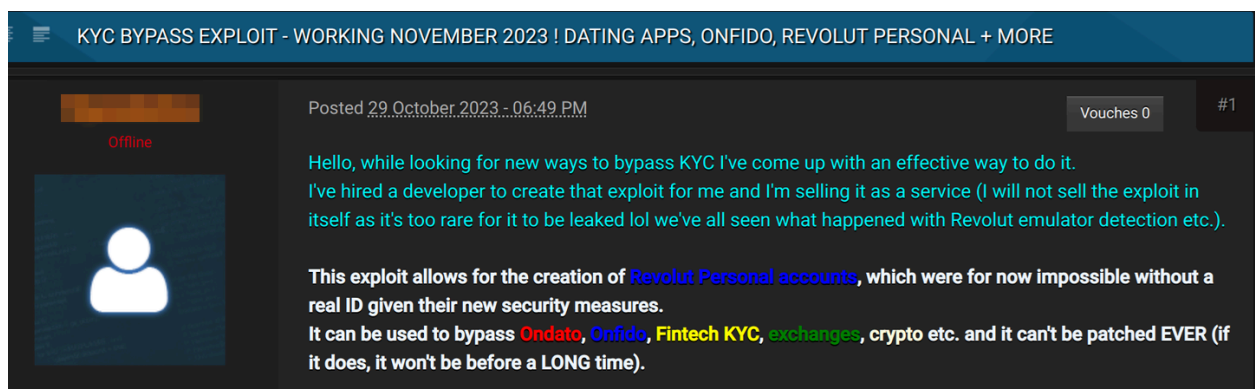 KYC BYPASS EXPLOIT - WORKING NOVEMBER 2023 ! DATING APPS, ONFIDO, REVOLUT PERSONAL + MORE
Posted 29 October 2023 - 06:49 PM
Vouches 0
#1
Offline
Hello, while looking for new ways to bypass KYC I've come up with an effective way to do it.
I've hired a developer to create that exploit for me and I'm selling it as a service (I will not sell the exploit in
itself as it's too rare for it to be leaked lol we've all seen what happened with Revolut emulator detection etc.).
This exploit allows for the creation of Revolut Personal accounts, which were for now impossible without a
real ID given their new security measures.
It can be used to bypass Ondato, Onfido, Fintech KYC, exchanges, crypto etc. and it can't be patched EVER (if
it does, it won't be before a LONG time).